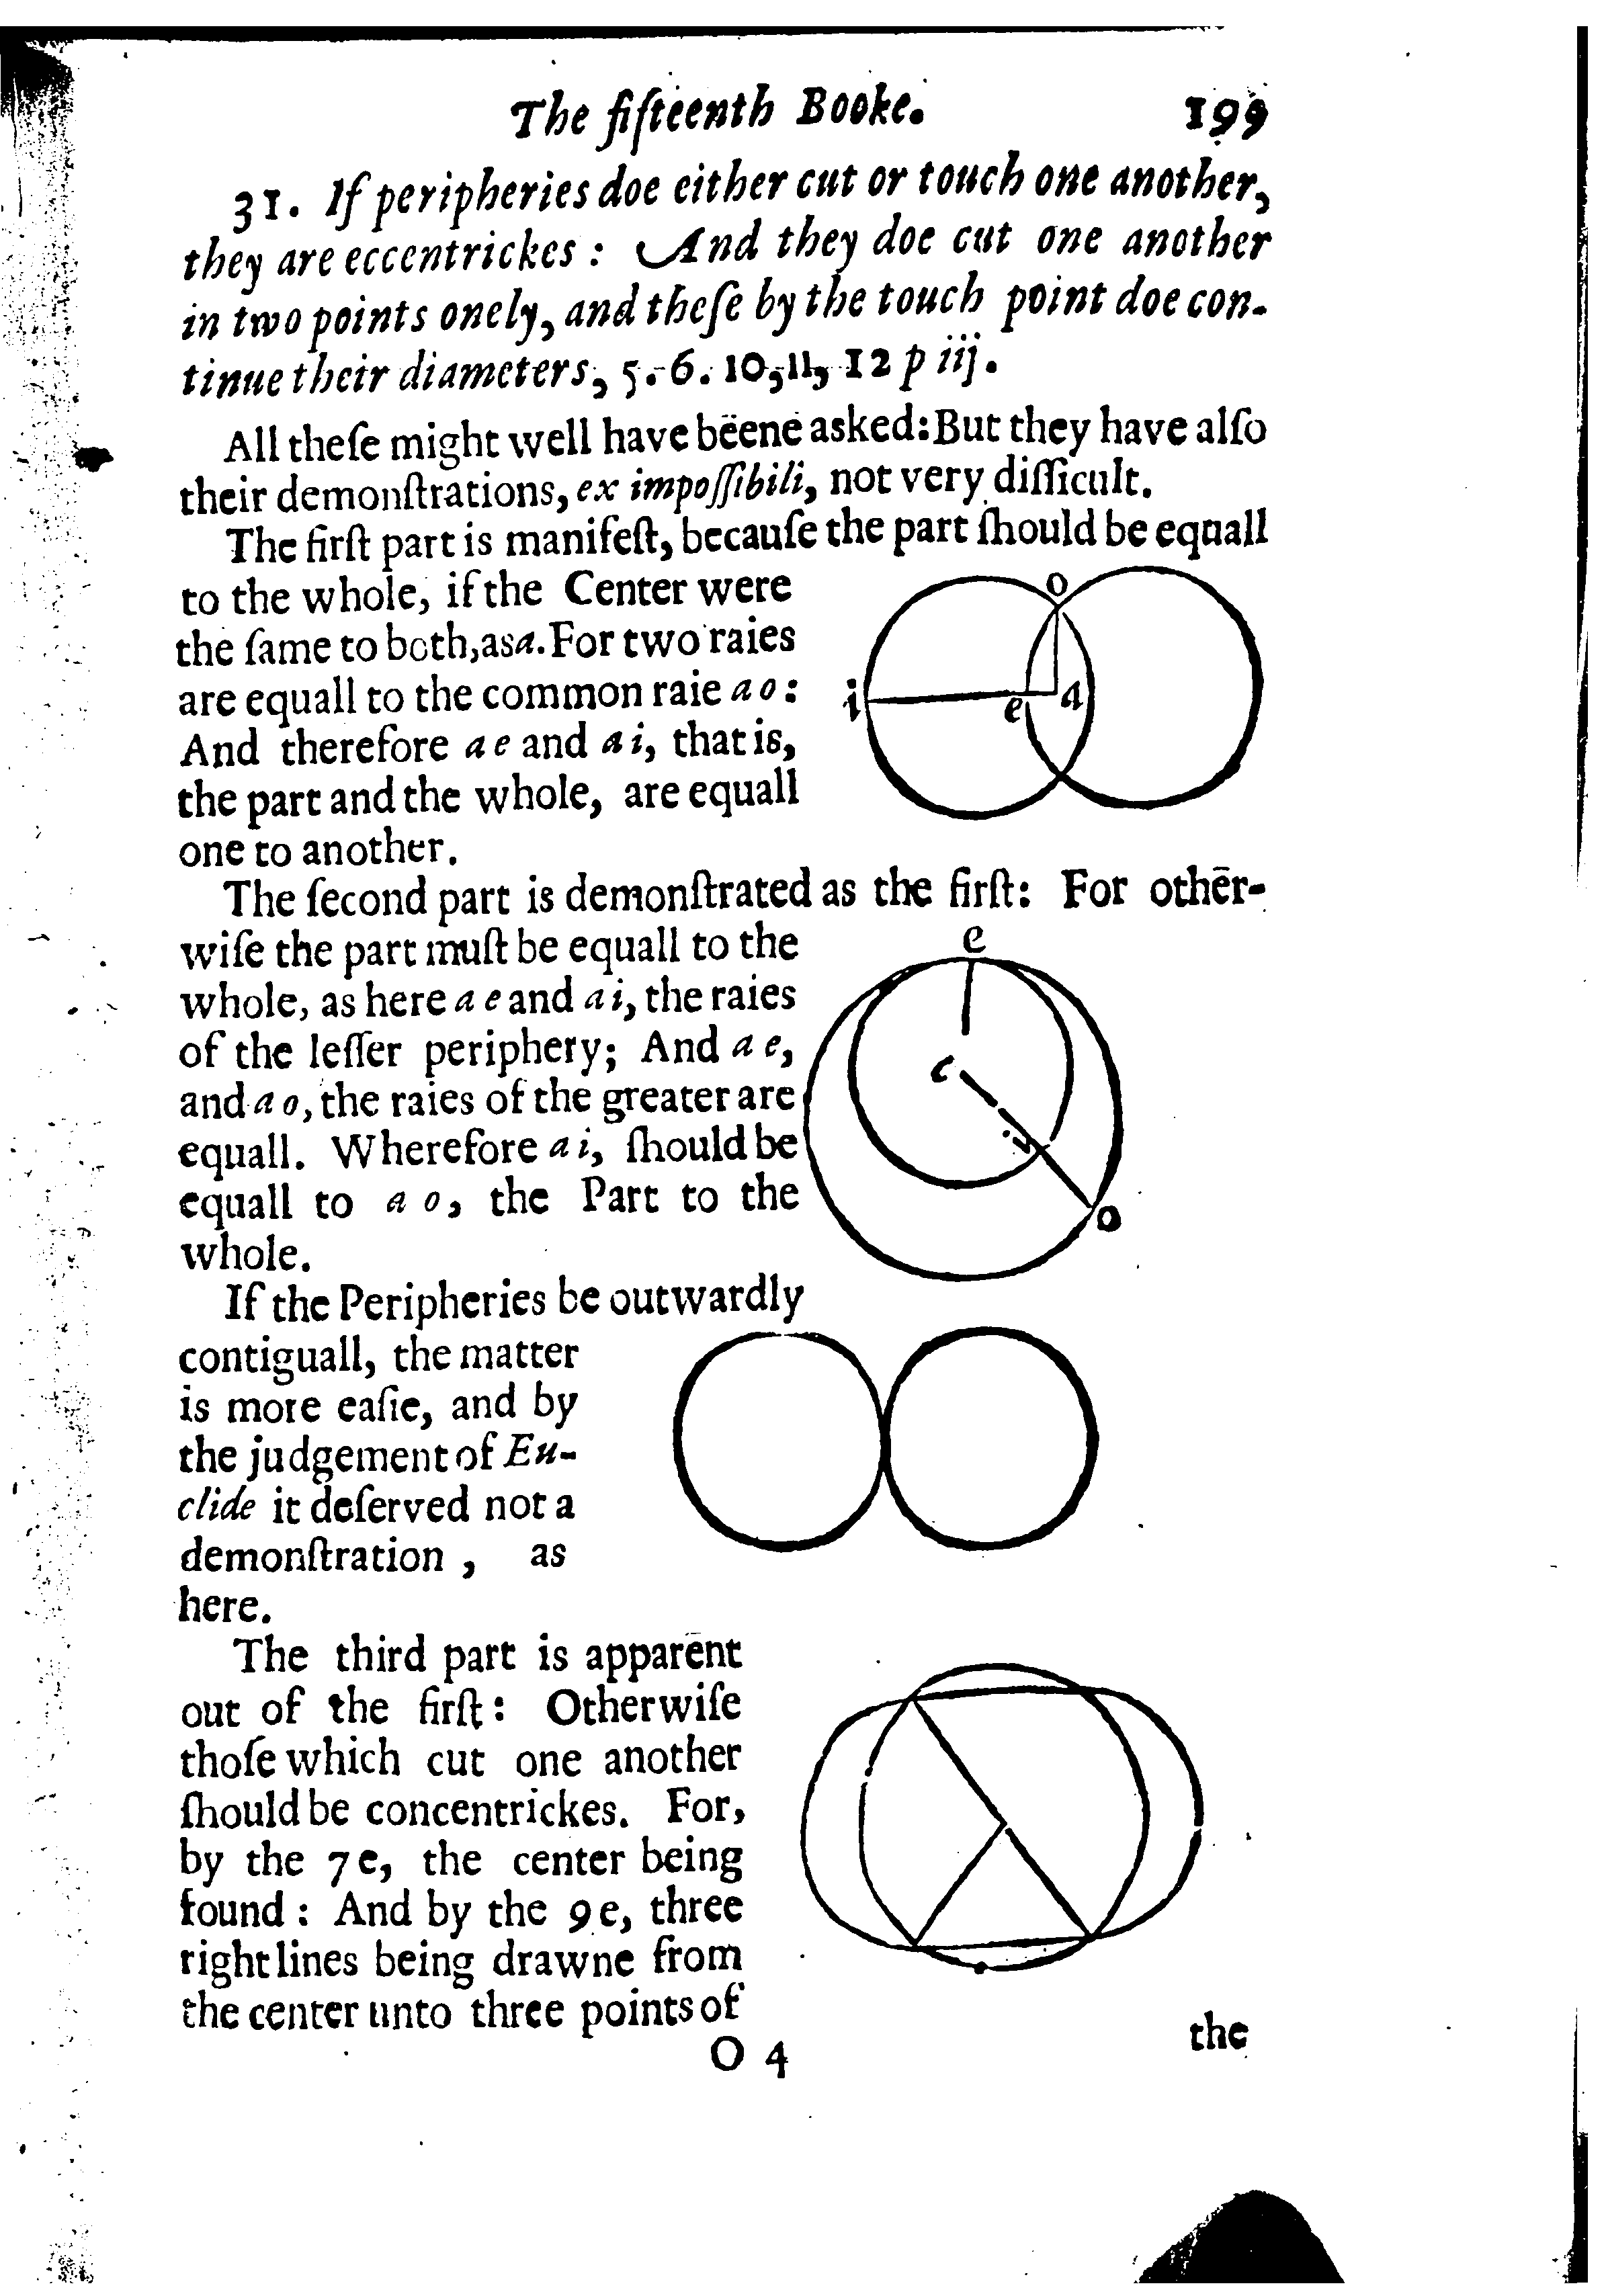 The fifteenth Booke. 199
31. If peripheries doe either cut or touch one another,
they are eccentrickes : And they doe cut one another
in two points onely, and theſe by the touch point doe con-
tinue their diameters, 5. 6. 10, 11, 12 p iij.
All theſe might well have beene asked: But they have alſo
their demonſtrations, ex impoſſibili, not very difficult.
The firſt part is manifeſt, becauſe the part ſhould be equall
to the whole, if the Center were
the ſame to both, as a. For two raies
are equall to the common raie a o:
And therefore a e and a i, that is,
the part and the whole, are equall
one to another.
o
i e a
The ſecond part is demonſtrated as the firſt: For other-
wiſe the part muſt be equall to the
whole, as here a e and a i, the raies
of the leſſer periphery; And a e,
and a o, the raies of the greater are
equall. Wherefore a i, ſhould be
equall to a o, the Part to the
whole.
e
c
i
o
If the Peripheries be outwardly
contiguall, the matter
is more eaſie, and by
the judgement of Eu-
clide it deſerved not a
demonſtration , as
here.
The third part is apparent
out of the firſt: Otherwiſe
thoſe which cut one another
ſhould be concentrickes. For,
by the 7 e, the center being
found : And by the 9 e, three
right lines being drawne from
the center unto three points of
O 4 the